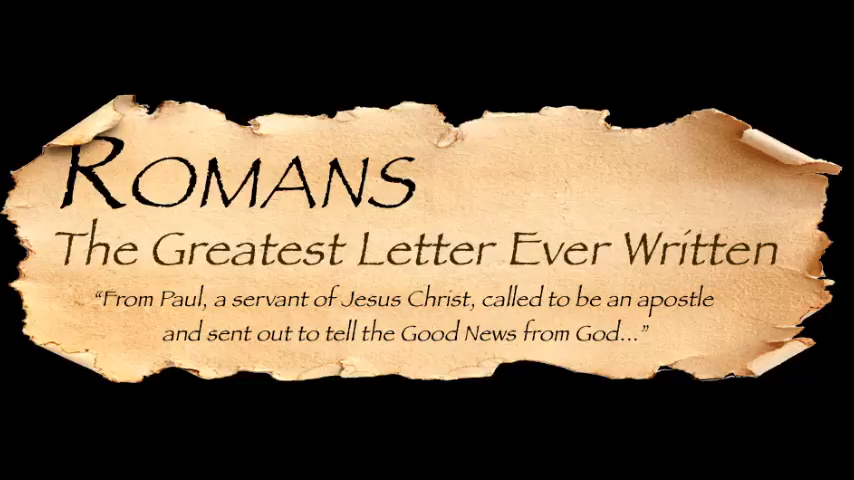 ROMANS
The Greatest Letter Ever Written
“From Paul, a servant of Jesus Christ, called to be an apostle
and sent out to tell the Good News from God...”